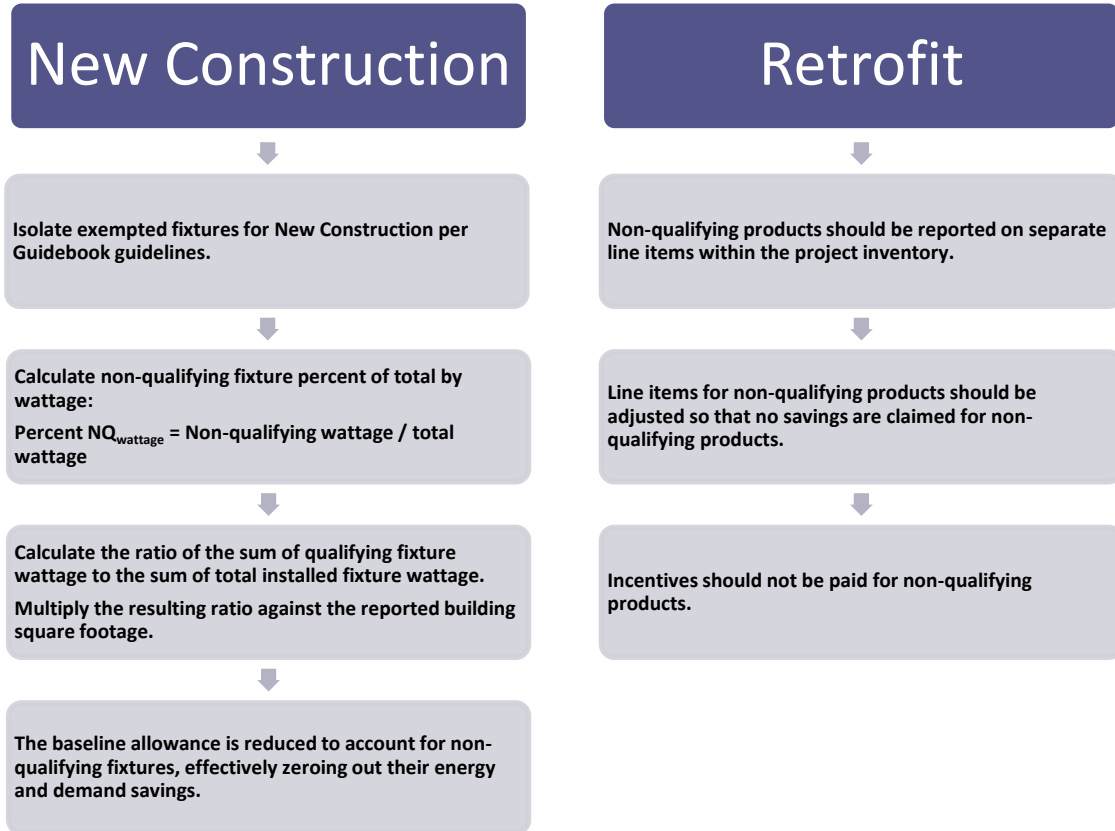 New Construction
Isolate exempted fixtures for New Construction per
Guidebook guidelines.
Calculate non-qualifying fixture percent of total by
wattage:
Percent NQwattage = Non-qualifying wattage / total
wattage
Calculate the ratio of the sum of qualifying fixture
wattage to the sum of total installed fixture wattage.
Multiply the resulting ratio against the reported building
square footage.
The baseline allowance is reduced to account for non-
qualifying fixtures, effectively zeroing out their energy
and demand savings.
Retrofit
Non-qualifying products should be reported on separate
line items within the project inventory.
Line items for non-qualifying products should be
adjusted so that no savings are claimed for non-
qualifying products.
Incentives should not be paid for non-qualifying
products.